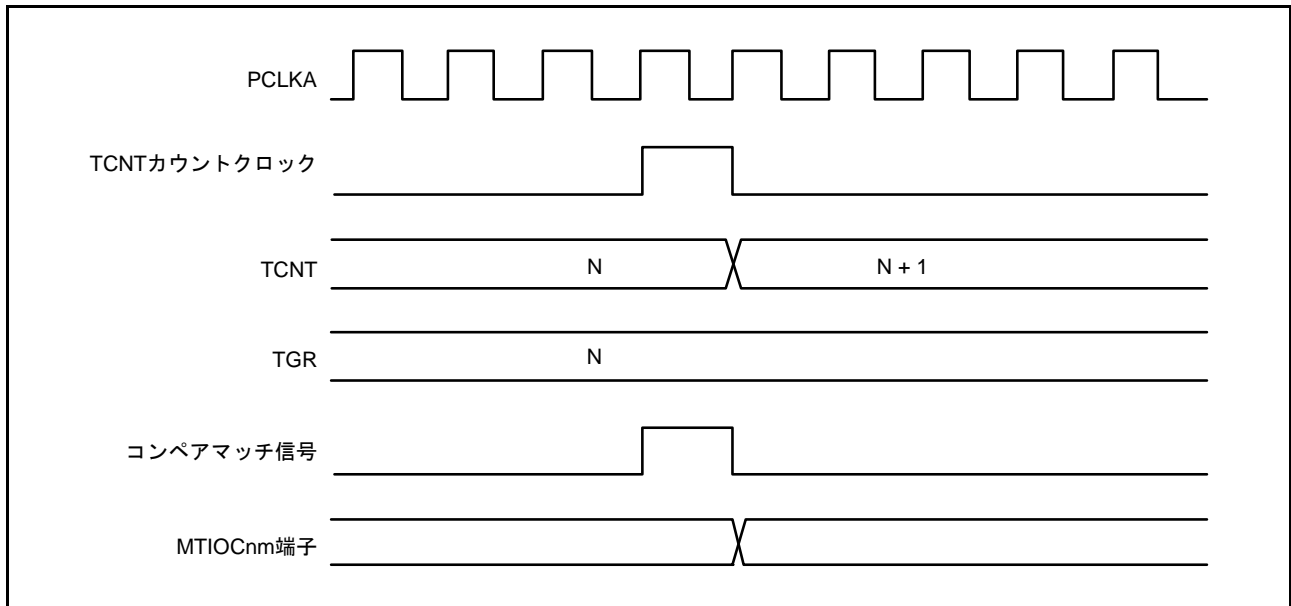 PCLKA
TCNTカウントクロック
TCNT
N
N + 1
TGR
N
コンペアマッチ信号
MTIOCnm端子